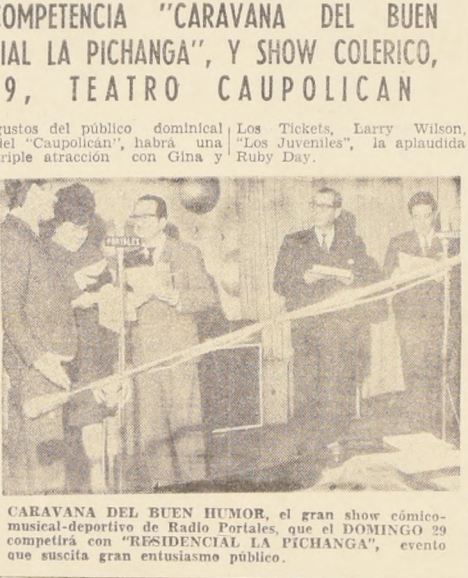 COMPETENCIA "CARAVANA DEL BUEN
IAL LA PICHANGA", Y SHOW COLERICO,
9, TEATRO CAUPOLICAN
gustos del público dominical
del "Caupolicán", habrá una
triple atracción con Gina y
Los Tickets, Larry Wilson,
"Los Juveniles", la aplaudida
Ruby Day.
PORTALES
CARAVANA DEL BUEN HUMOR, el gran show cómico-
musical-deportivo de Radio Portales, que el DOMINGO 29
competirá con "RESIDENCIAL LA PICHANGA", evento
que suscita gran entusiasmo público.